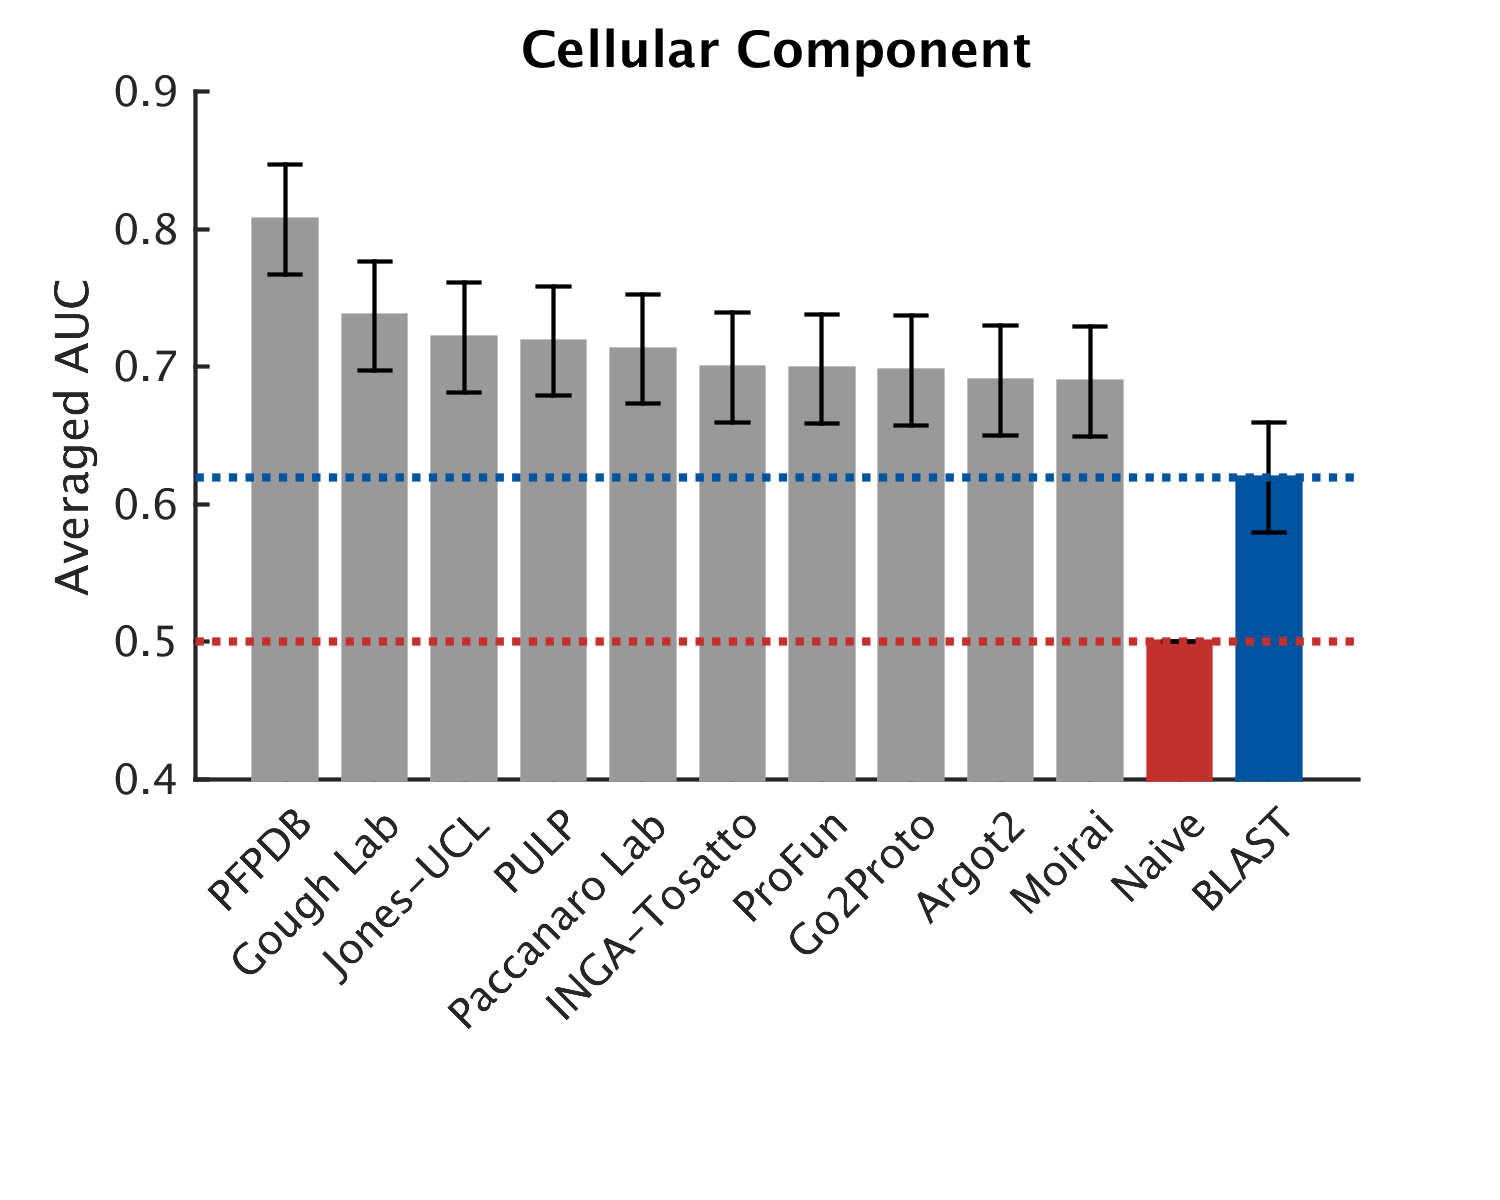 Cellular Component
Averaged AUC
0.9
0.8
0.7
0.6
0.5
0.4
PFPDB
Gough Lab
Jones-UCL
PULP
Paccanaro Lab
INGA-Tosatto
ProFun
Go2Proto
Argot2
Moirai
Naive
BLAST